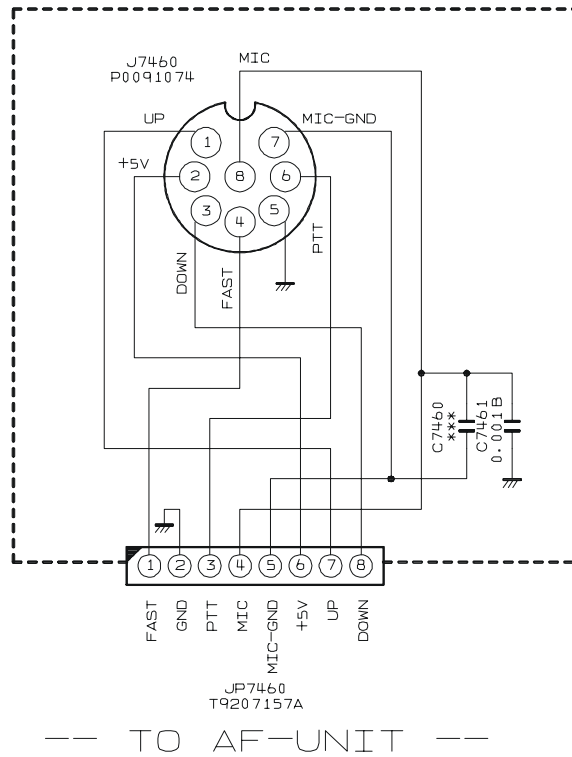 J7460
P0091074
MIC
UP
MIC-GND
+5V
1
7
2
8
6
3
4
5
DOWN
FAST
PTT
C7460
***
C7461
0.001B
1
2
3
4
5
6
7
8
FAST
GND
PTT
MIC
MIC-GND
+5V
UP
DOWN
JP7460
T9207157A
-- TO AF-UNIT --